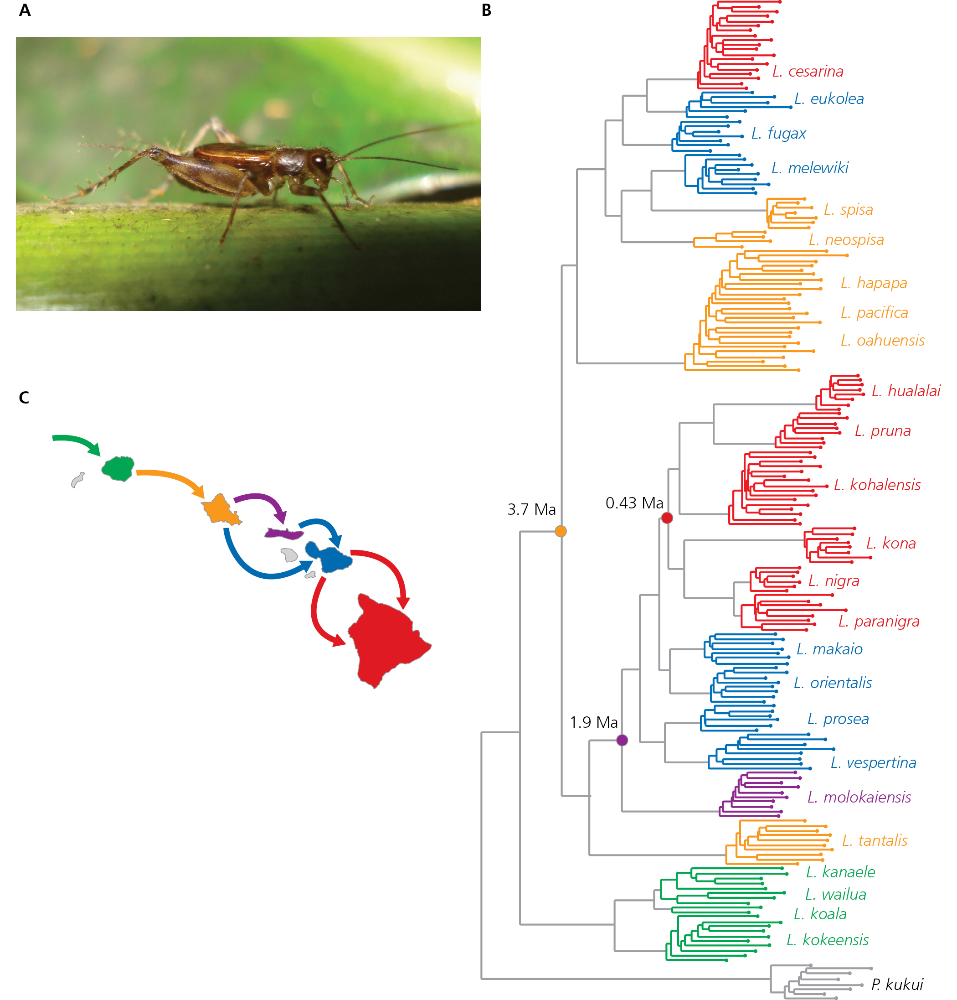 A
B
L. cesarina
L. eukolea
L. fugax
L. melewiki
L. spisa
L. neospisa
L. hapapa
L. pacifica
L. oahuensis
C
L. hualalai
L. pruna
L. kohalensis
3.7 Ma
0.43 Ma
L. kona
L. nigra
L. paranigra
L. makaio
L. orientalis
1.9 Ma
L. prosea
L. vespertina
L. molokaiensis
L. tantalis
L. kanaele
L. wailua
L. koala
L. kokeensis
P. kukui